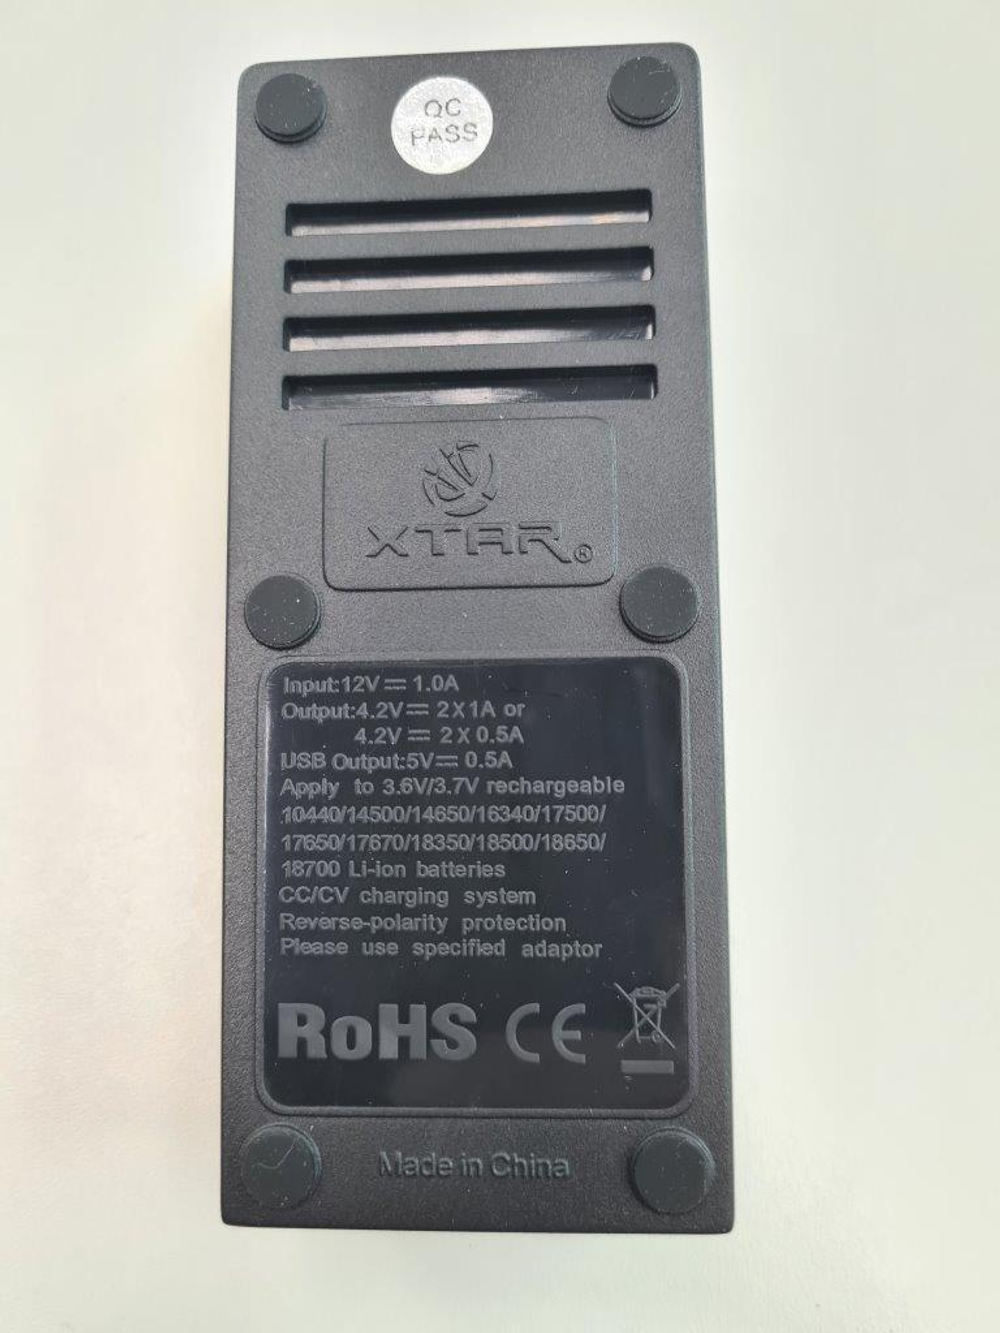 QC
PASS
XTAR®
Input:12V⎓ 1.0A
Output:4.2V⎓ 2X1A or
4.2V⎓ 2X0.5A
USB Output:5V⎓ 0.5A
Apply to 3.6V/3.7V rechargeable
10440/14500/14650/16340/17500/
17650/17670/18350/18500/18650/
18700 Li-ion batteries
CC/CV charging system
Reverse-polarity protection
Please use specified adaptor
RoHS CE
Made in China